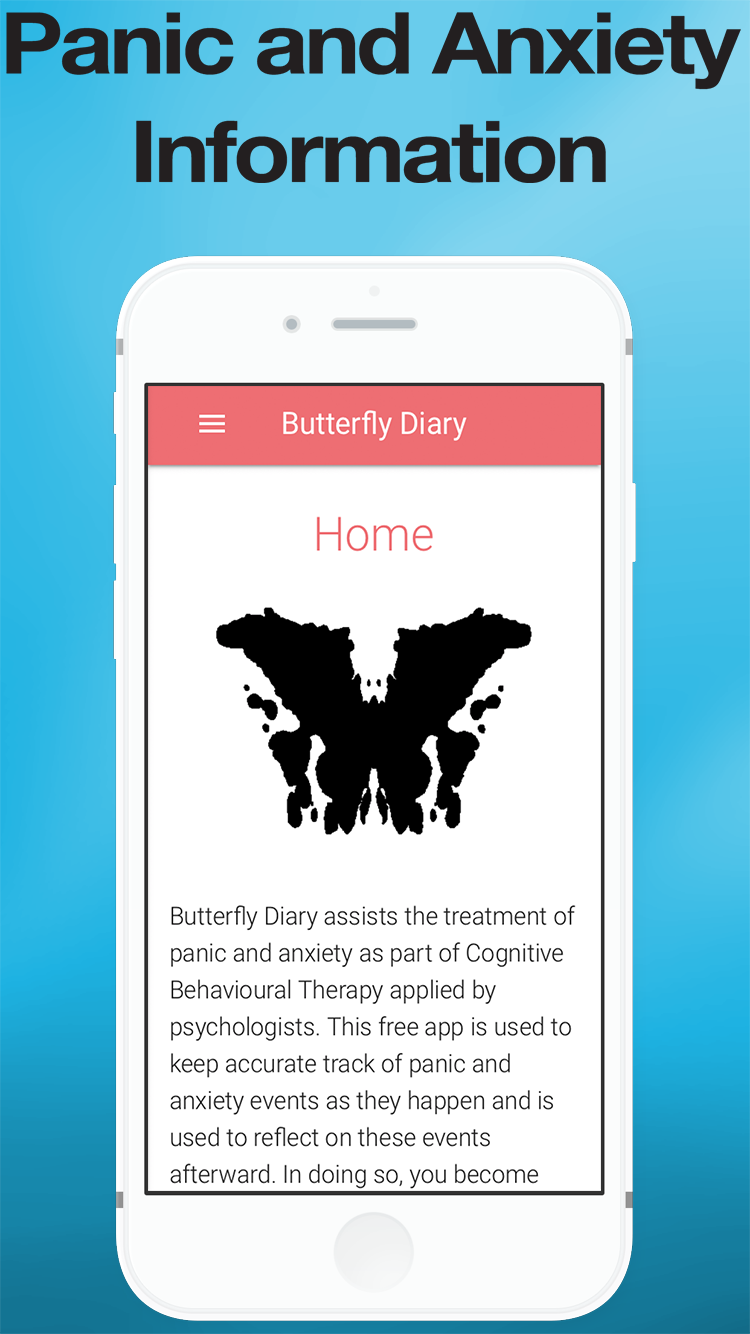 Panic and Anxiety
Information
Butterfly Diary
Home
Butterfly Diary assists the treatment of
panic and anxiety as part of Cognitive
Behavioural Therapy applied by
psychologists. This free app is used to
keep accurate track of panic and
anxiety events as they happen and is
used to reflect on these events
afterward. In doing so, you become